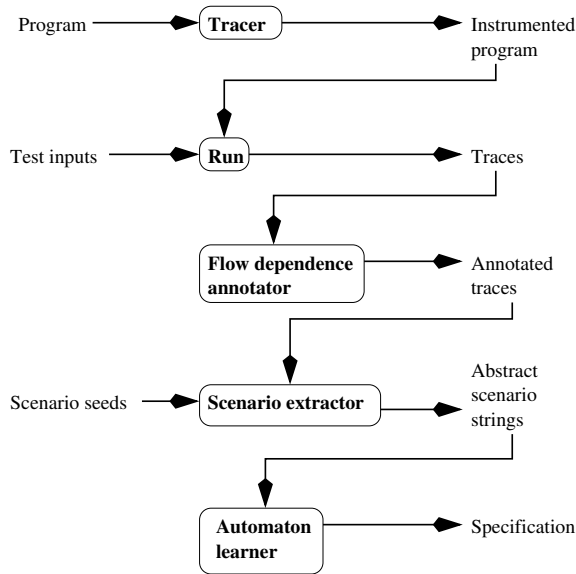 Program
Tracer
Instrumented
program
Test inputs
Run
Traces
Flow dependence
annotator
Annotated
traces
Scenario seeds
Scenario extractor
Abstract
scenario
strings
Automaton
learner
Specification